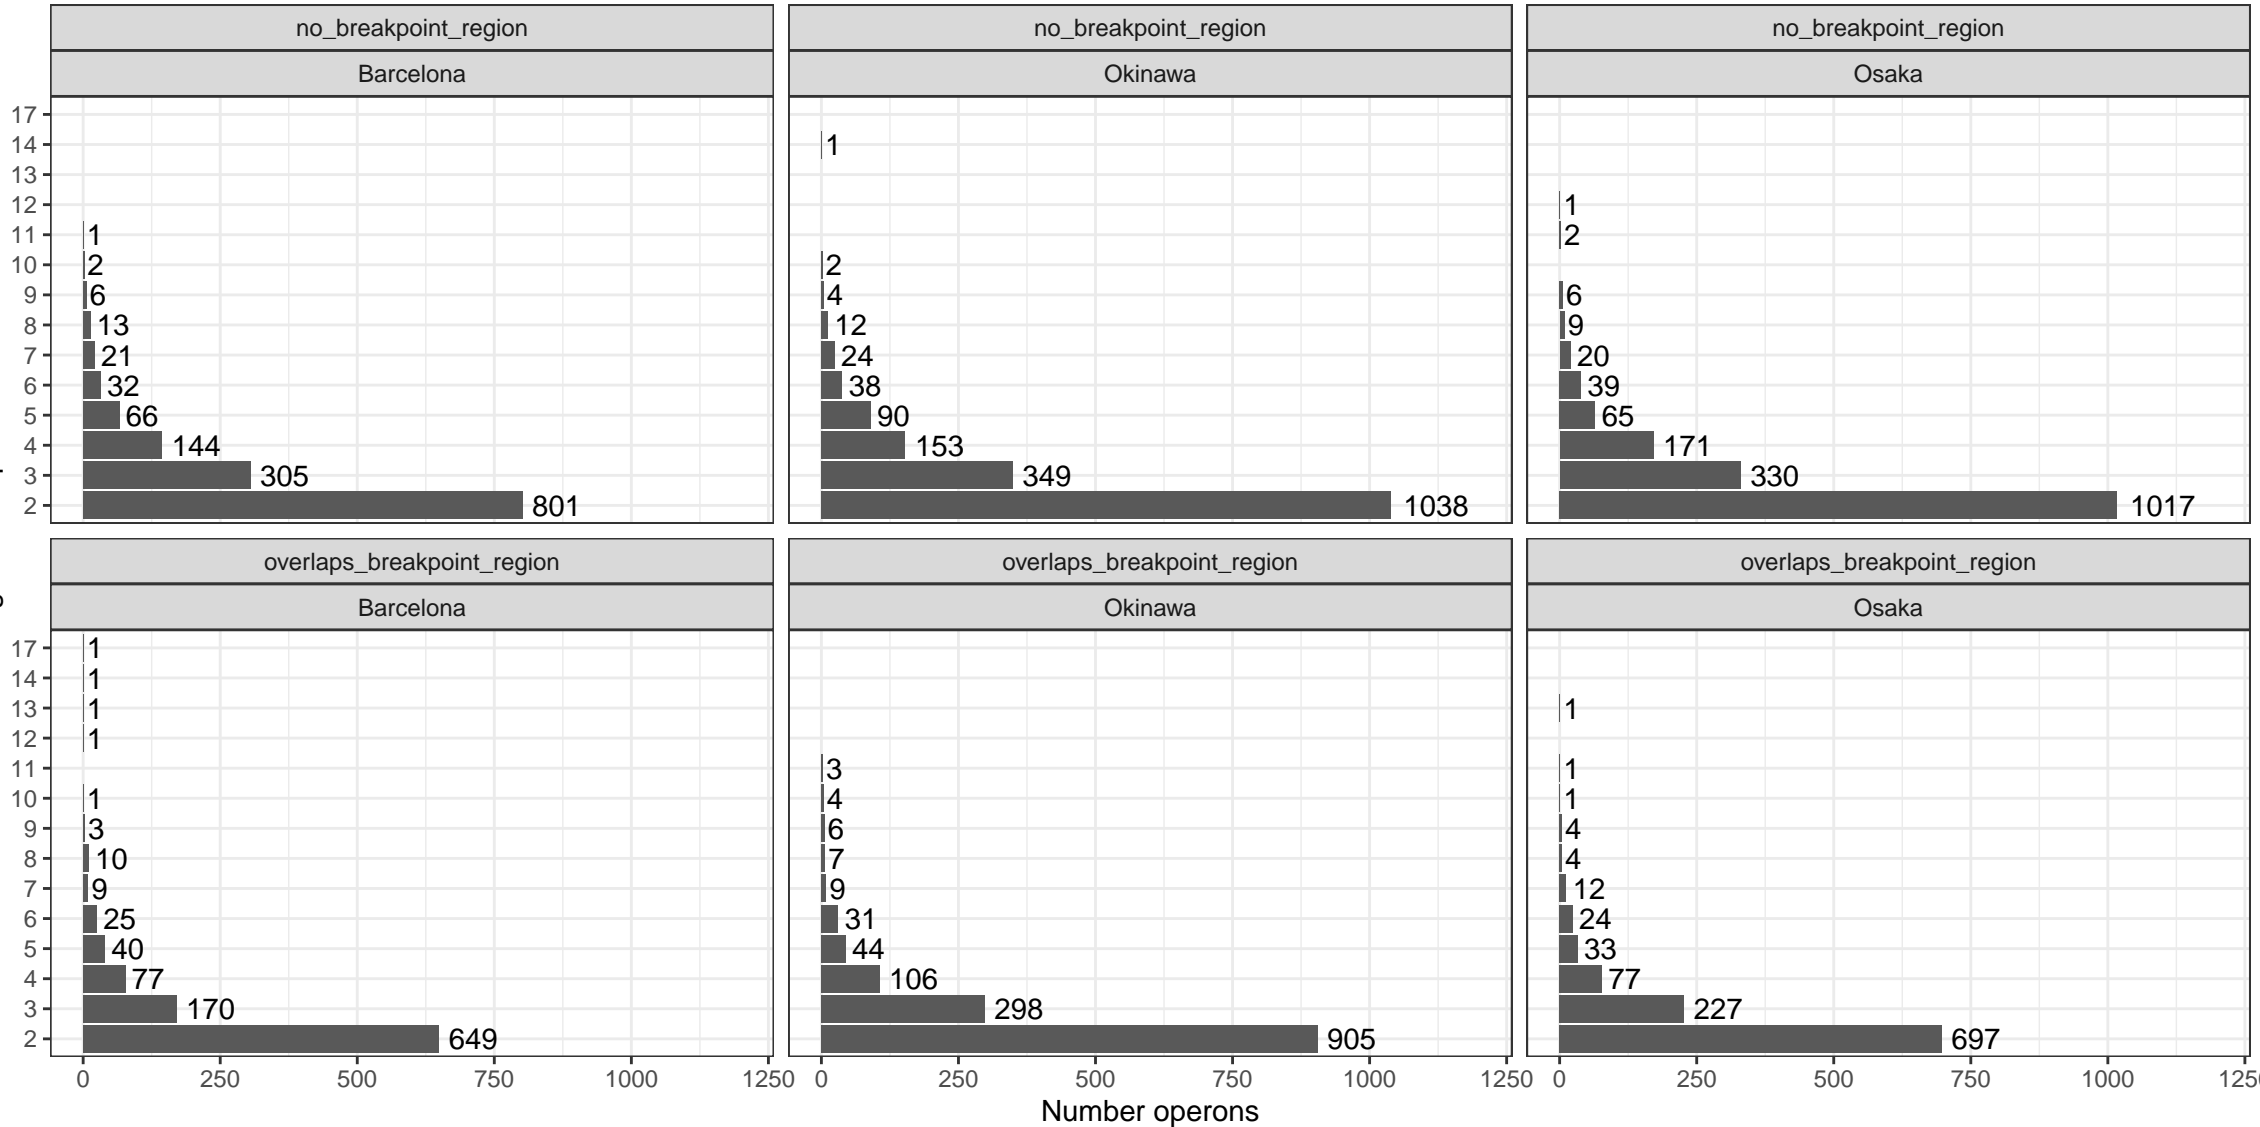 no_breakpoint_region no_breakpoint_region no_breakpoint_region
Barcelona Okinawa Osaka
17
14 1
13
12 1
11 1 2
10 2 2
9 6 4 6
8 13 12 9
7 21 24 20
6 32 38 39
5 66 90 65
4 144 153 171
3 305 349 330
2 801 1038 1017
overlaps_breakpoint_region overlaps_breakpoint_region overlaps_breakpoint_region
Barcelona Okinawa Osaka
17 1
14 1
13 1 1
12 1
11 3 1
10 1 4 1
9 3 6 4
8 10 7 4
7 9 9 12
6 25 31 24
5 40 44 33
4 77 106 77
3 170 298 227
2 649 905 697
0 250 500 750 1000 1250 0 250 500 750 1000 1250 0 250 500 750 1000
Number operons